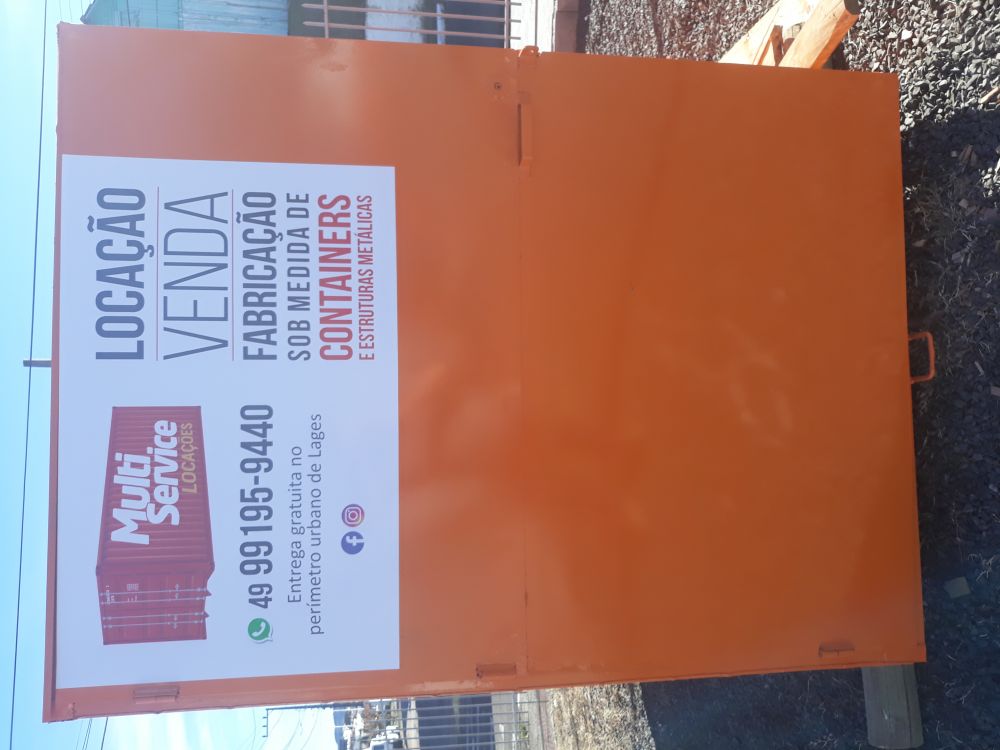 Multi
Service
LOCAÇÕES
49 99195-9440
Entrega gratuita no
perímetro urbano de Lages
LOCAÇÃO
VENDA
FABRICAÇÃO
SOB MEDIDA DE
CONTAINERS
E ESTRUTURAS METÁLICAS